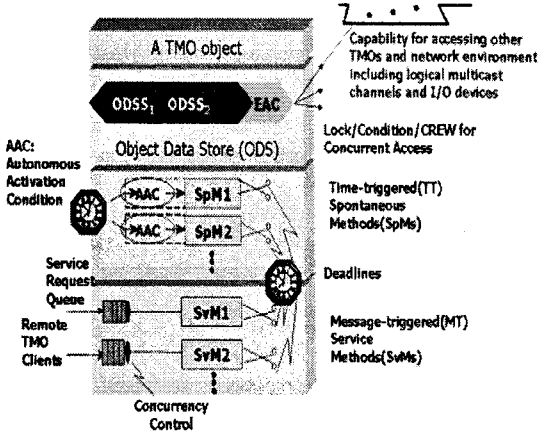 A TMO object
Capability for accessing other
TMOs and network environment
including logical multicast
channels and I/O devices
ODSS1 ODSS2
EAC
Lock/Condition/CREW for
Concurrent Access
Object Data Store (ODS)
AAC:
Autonomous
Activation
Condition
AAC
SpM1
AAC
SpM2
Time-triggered(TT)
Spontaneous
Methods(SpMs)
Deadlines
Service
Request
Queue
Remote
TMO
Clients
SvM1
SvM2
Message-triggered(MT)
Service
Methods(SvMs)
Concurrency
Control